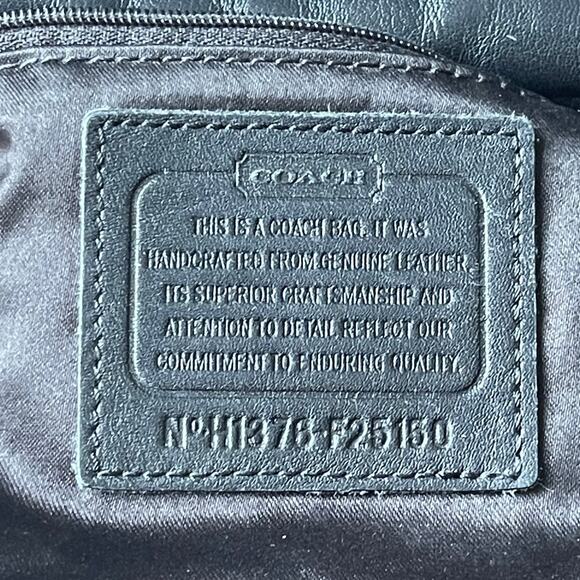 COACH
THIS IS A COACH BAG. IT WAS
HANDCRAFTED FROM GENUINE LEATHER.
ITS SUPERIOR CRAFTSMANSHIP AND
ATTENTION TO DETAIL REFLECT OUR
COMMITMENT TO ENDURING QUALITY.
Nº H1376-F25150